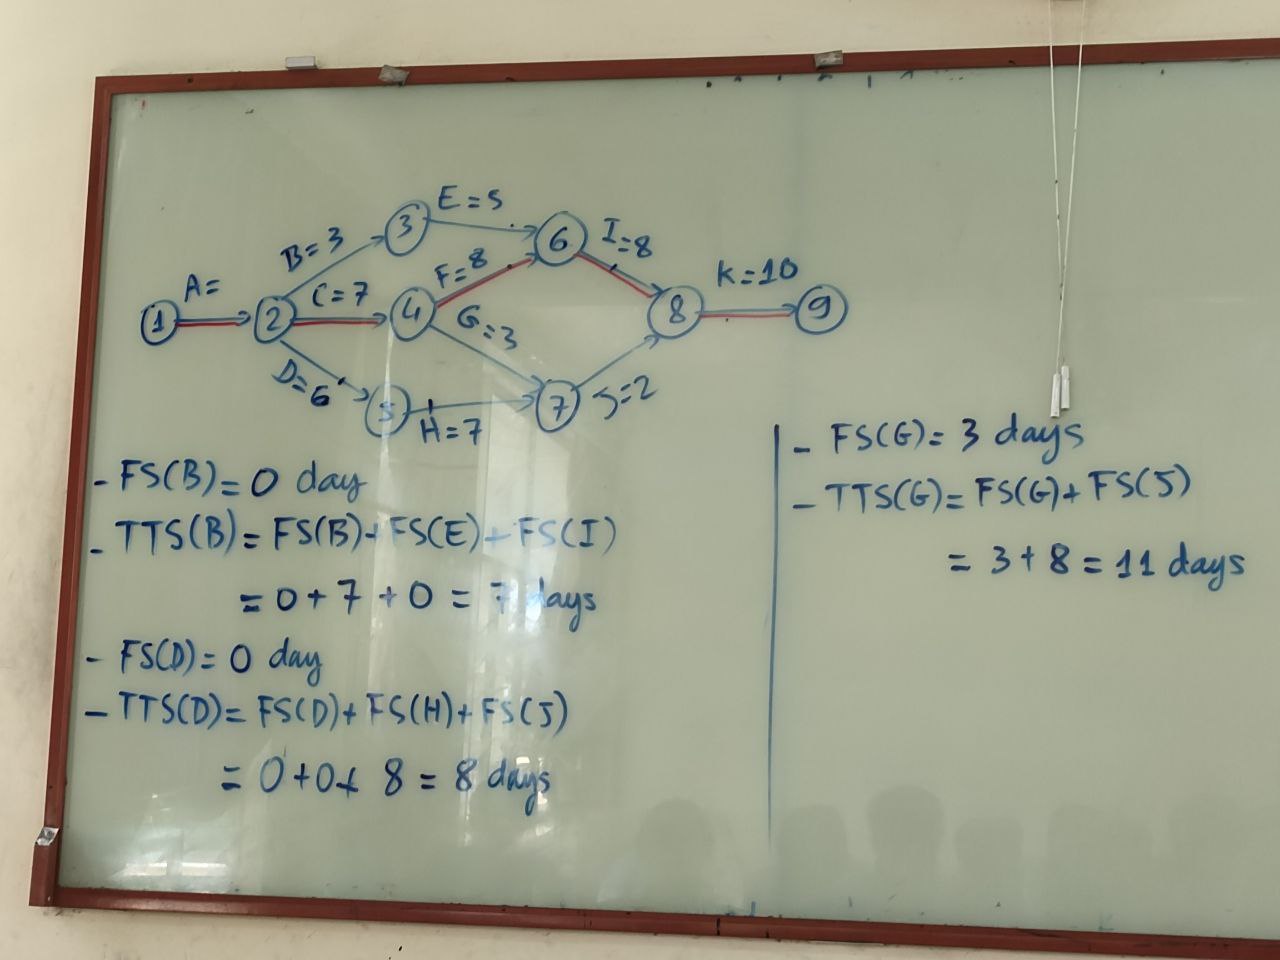 E=5
B=3
3
I=8
6
F=8
K=10
A=
C=7
1
2
4
G=3
8
9
D=6
5
H=7
7
J=2
- FS(B)= 0 day
- TTS(B)= FS(B)+FS(E)+FS(I)
= 0+7+0 = 7 days
- FS(D)= 0 day
- TTS(D)= FS(D)+FS(H)+FS(J)
= 0+0+ 8 = 8 days
- FS(G)= 3 days
- TTS(G)= FS(G)+ FS(J)
= 3+8 = 11 days